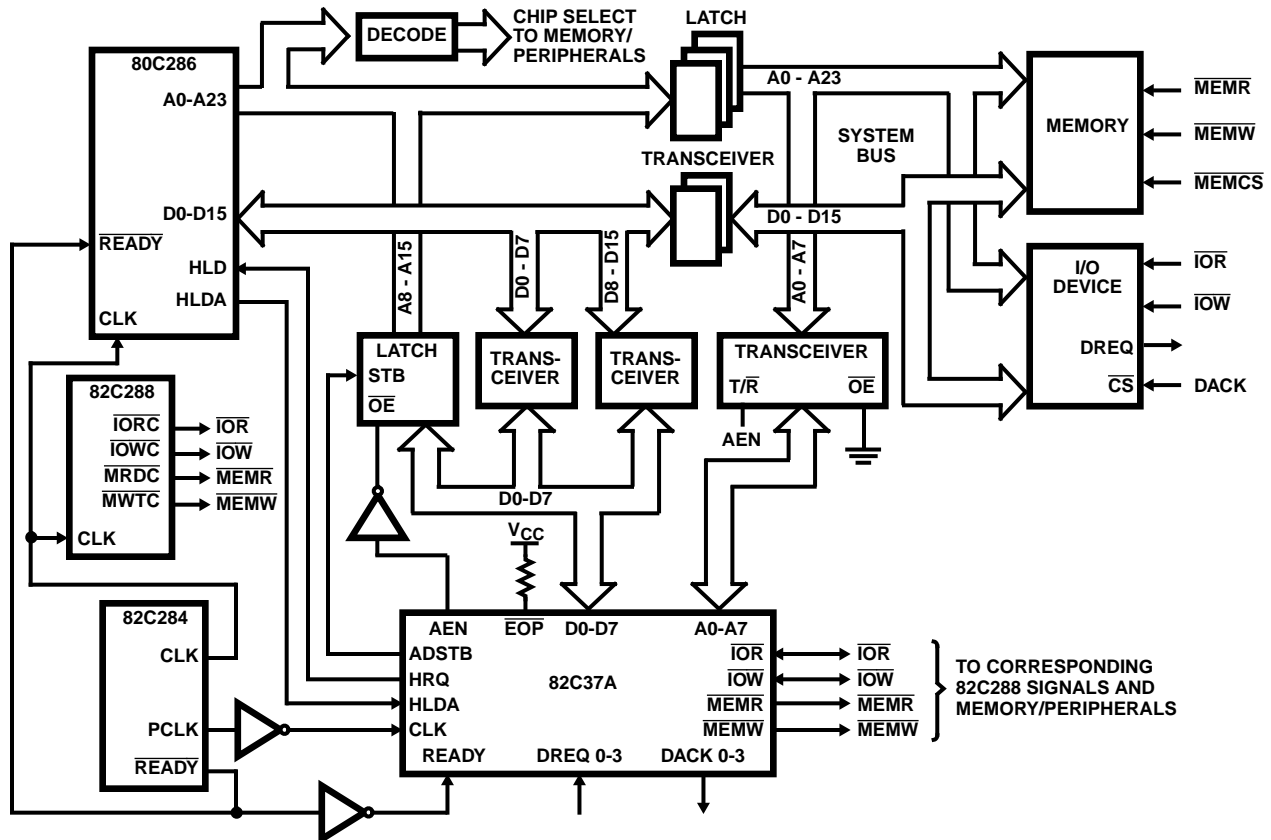 LATCH
DECODE
CHIP SELECT
TO MEMORY/
PERIPHERALS
80C286
A0-A23
D0-D15
READY
HLD
HLDA
CLK
A0 - A23
SYSTEM
BUS
TRANSCEIVER
D0 - D15
MEMORY
MEMR
MEMW
MEMCS
I/O
DEVICE
IOR
IOW
DREQ
CS
DACK
A8 - A15
D0 - D7
D8 - D15
A0 - A7
LATCH
STB
OE
TRANS-
CEIVER
TRANS-
CEIVER
TRANSCEIVER
T/R
OE
AEN
D0-D7
VCC
82C288
IORC
IOR
IOWC
IOW
MRDC
MEMR
MWTC
MEMW
CLK
82C284
CLK
PCLK
READY
AEN
EOP
D0-D7
A0-A7
ADSTB
HRQ
HLDA
CLK
82C37A
READY
DREQ 0-3
DACK 0-3
IOR
IOR
IOW
IOW
MEMR
MEMR
MEMW
MEMW
TO CORRESPONDING
82C288 SIGNALS AND
MEMORY/PERIPHERALS